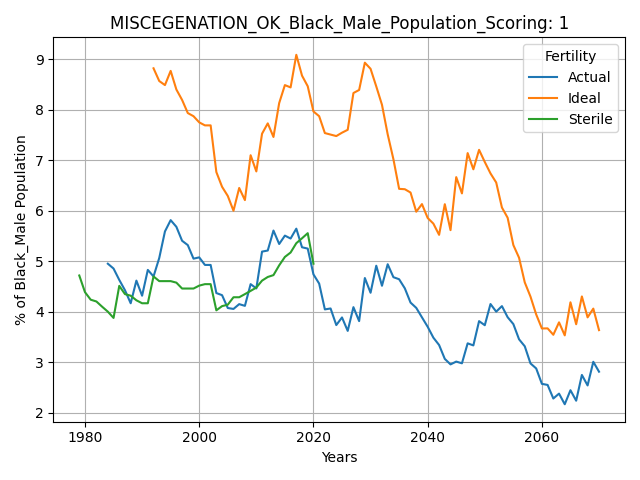 MISCEGENATION_OK_Black_Male_Population_Scoring: 1
Fertility
Actual
Ideal
Sterile
% of Black_Male Population
9
8
7
6
5
4
3
2
1980 2000 2020 2040 2060
Years